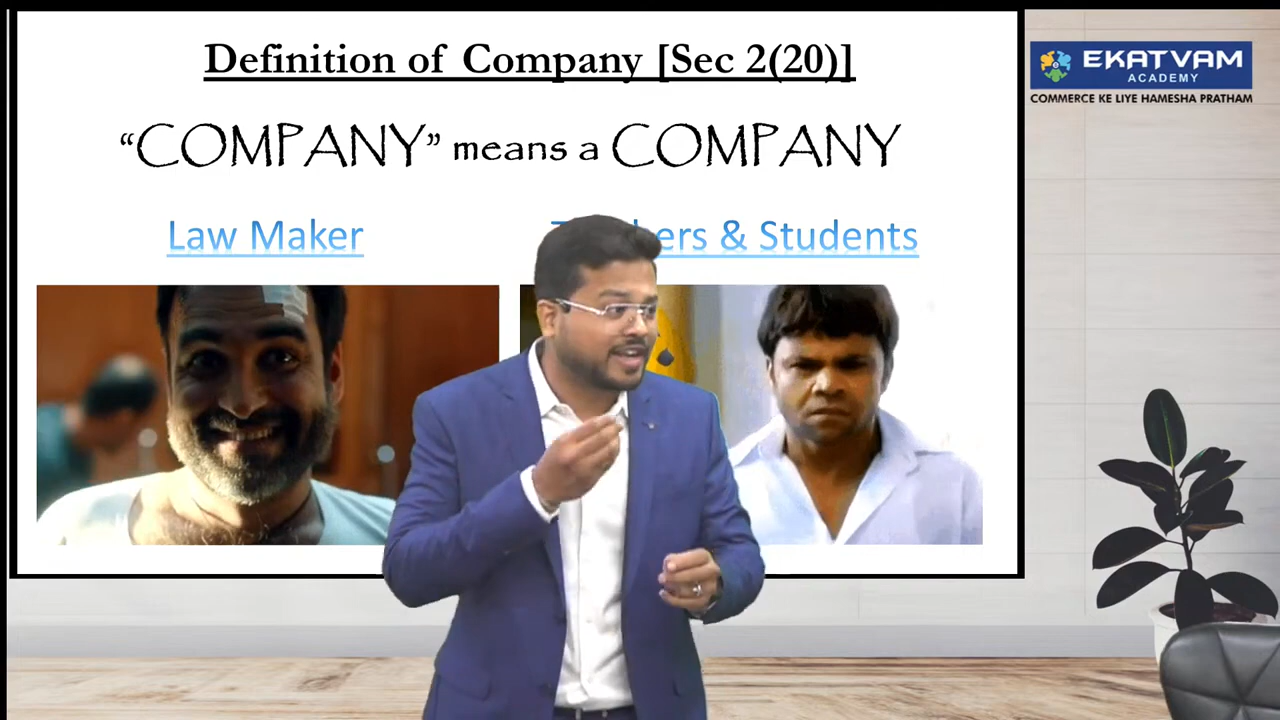 Definition of Company [Sec 2(20)]
“COMPANY” means a COMPANY
Law Maker
& Students
EKATVAM
ACADEMY
COMMERCE KE LIYE HAMESHA PRATHAM